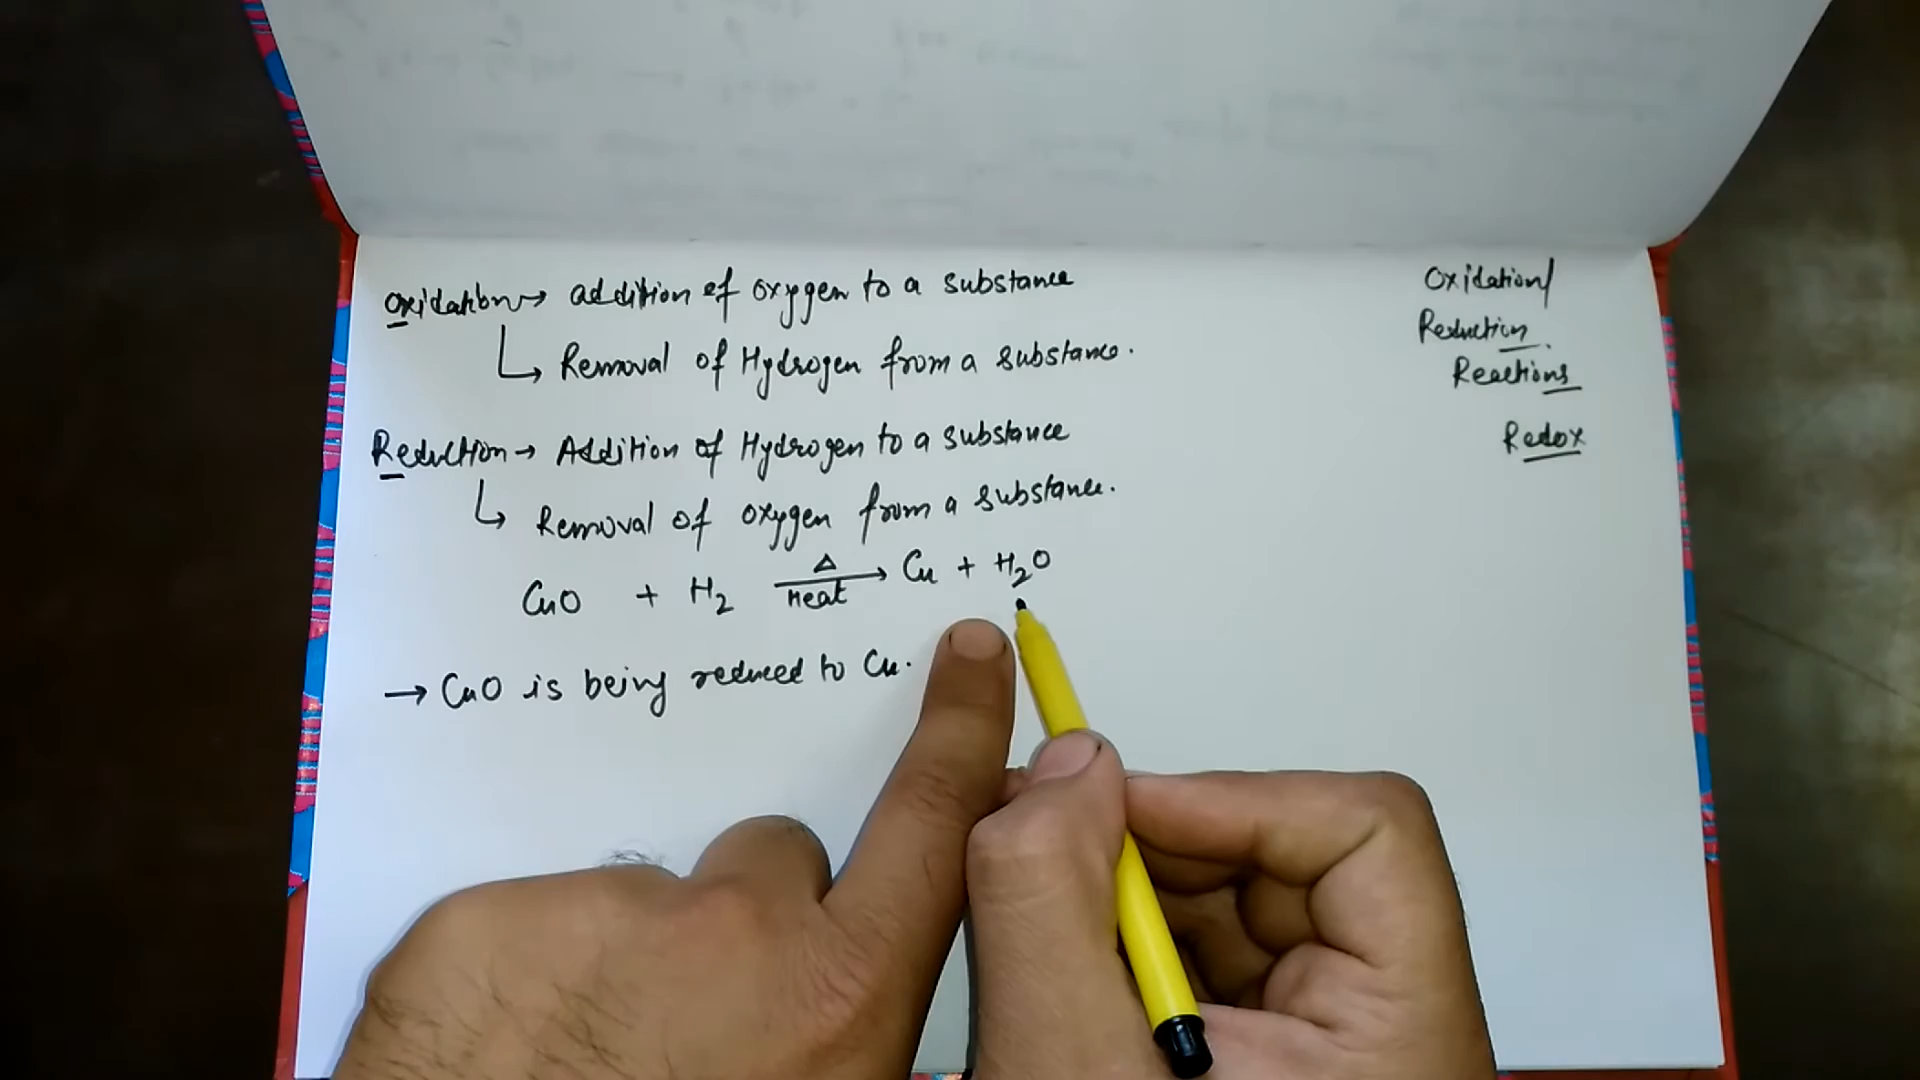 Oxidation → addition of oxygen to a substance
↳ Removal of Hydrogen from a substance.
Reduction → Addition of Hydrogen to a substance
↳ Removal of oxygen from a substance.
CuO + H₂ —Δ heat→ Cu + H₂O
→ CuO is being reduced to Cu.
Oxidation/
Reduction
Reactions
Redox